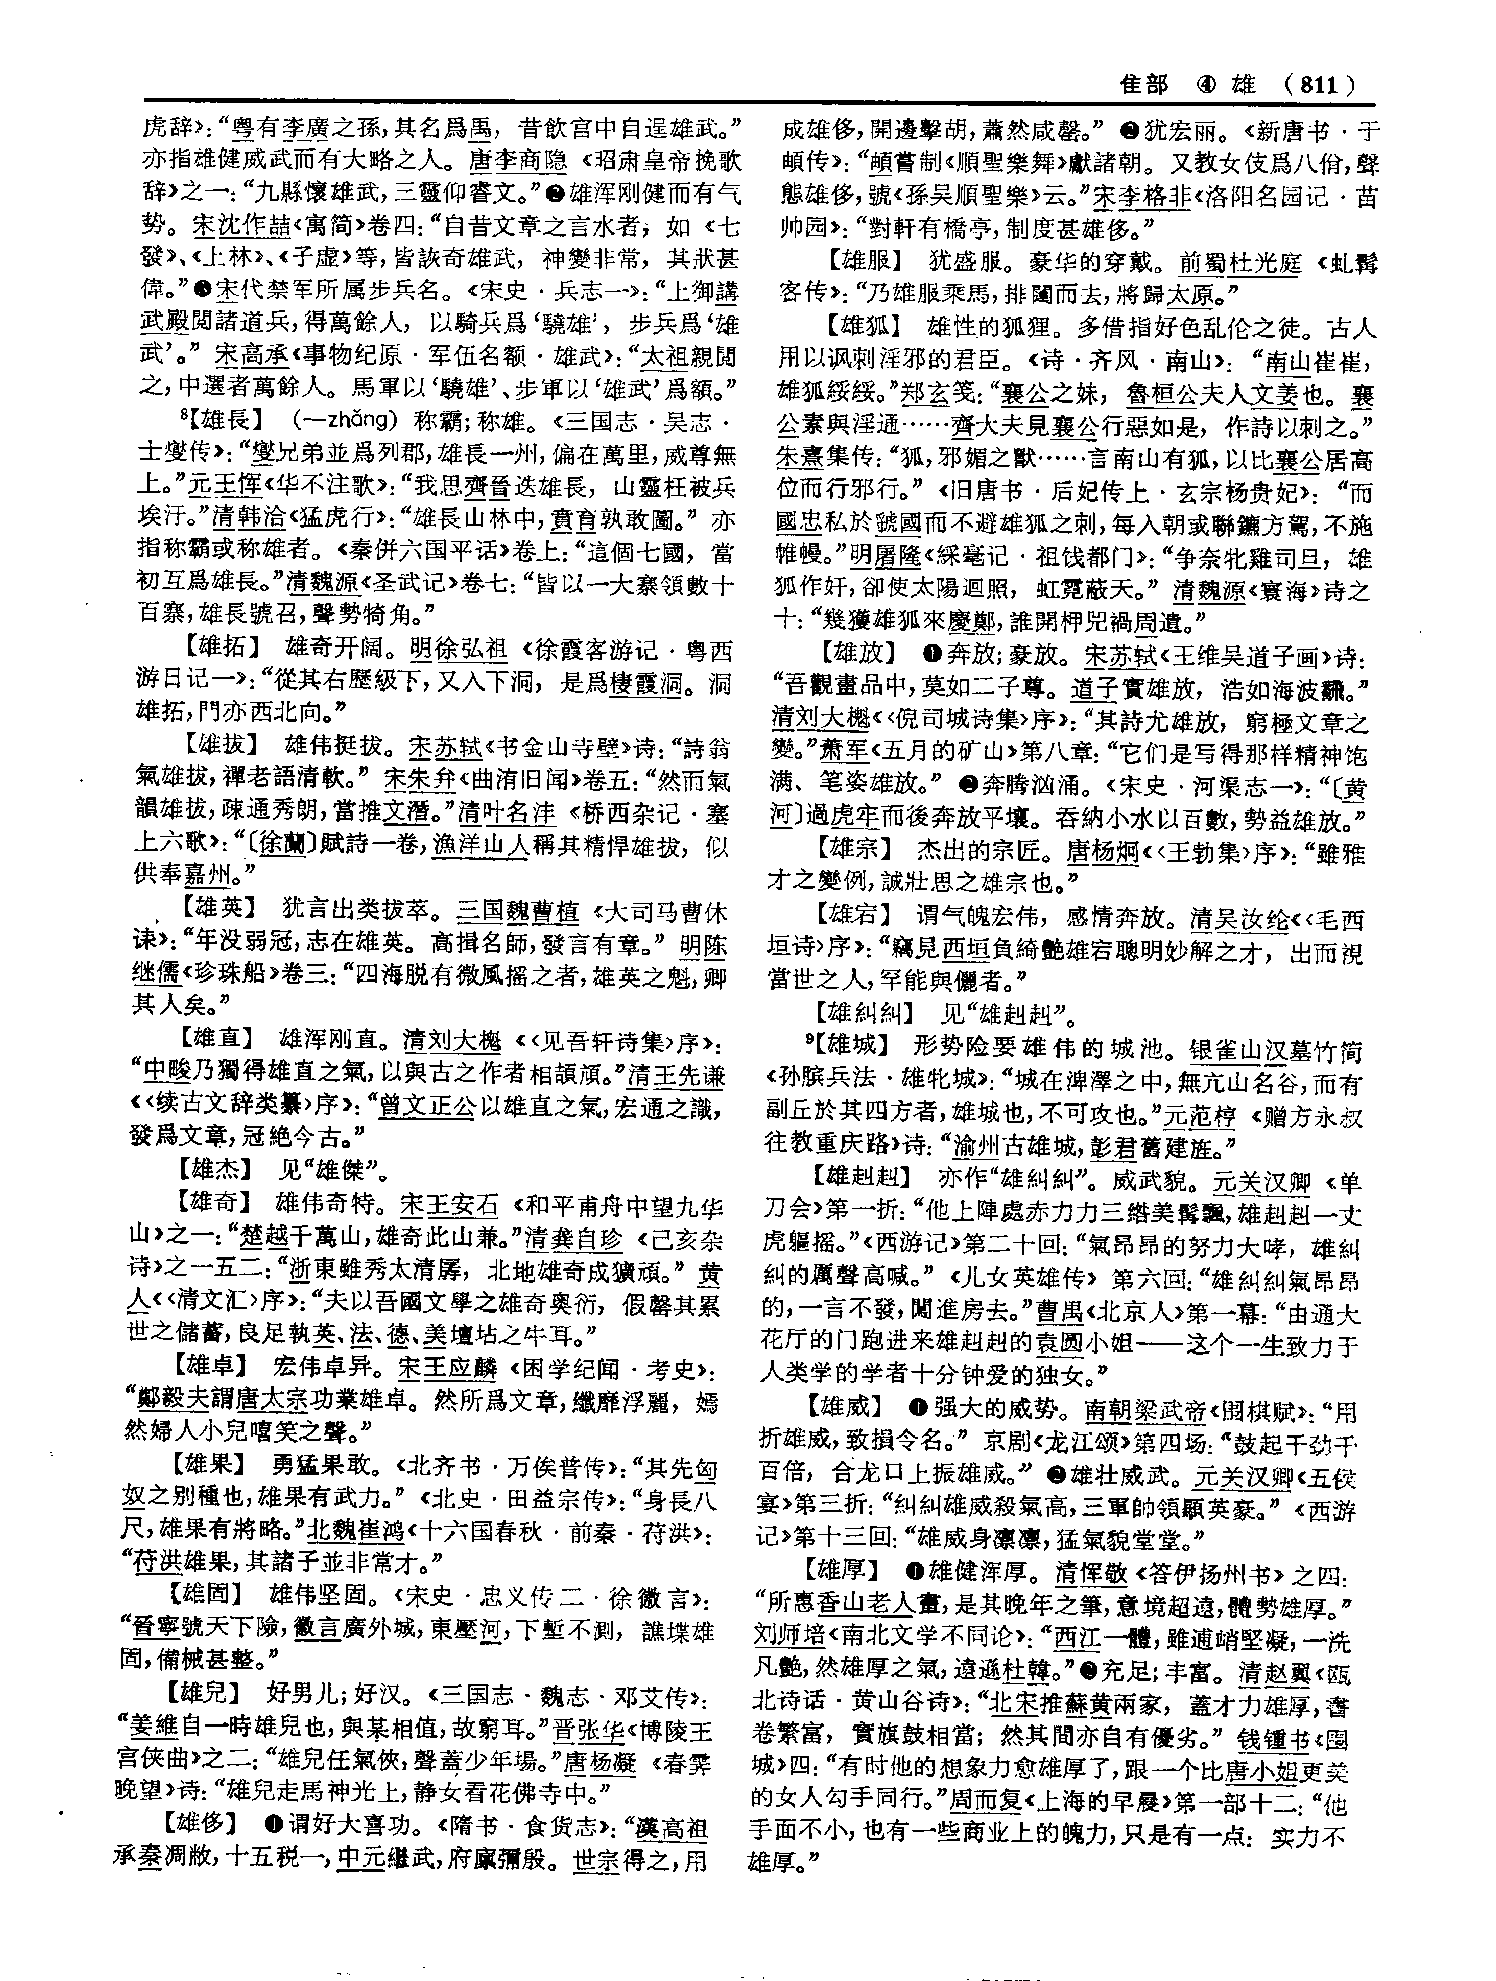 隹部 ④ 雄 （811）
虎辞》：“粤有李廣之孫，其名爲禹，昔飲宫中自逞雄武。”
亦指雄健威武而有大略之人。唐李商隐《昭肃皇帝挽歌
辞》之一：“九縣懷雄武，三靈仰睿文。”❷雄浑刚健而有气
势。宋沈作喆《寓简》卷四：“自昔文章之言水者，如《七
發》、《上林》、《子虚》等，皆詼奇雄武，神變非常，其狀甚
偉。”❸宋代禁军所属步兵名。《宋史·兵志一》：“上御講
武殿閲諸道兵，得萬餘人，以騎兵爲‘驍雄’，步兵爲‘雄
武’。”宋高承《事物纪原·军伍名额·雄武》：“太祖親閲
之，中選者萬餘人。馬軍以‘驍雄’、步軍以‘雄武’爲額。”
⁸【雄長】（—zhǎng）称霸；称雄。《三国志·吴志·
士燮传》：“燮兄弟並爲列郡，雄長一州，偏在萬里，威尊無
上。”元王恽《华不注歌》：“我思齊晉迭雄長，山靈枉被兵
埃汙。”清韩洽《猛虎行》：“雄長山林中，賁育孰敢圖。”亦
指称霸或称雄者。《秦併六国平话》卷上：“這個七國，當
初互爲雄長。”清魏源《圣武记》卷七：“皆以一大寨領數十
百寨，雄長號召，聲勢犄角。”
【雄拓】 雄奇开阔。明徐弘祖《徐霞客游记·粤西
游日记一》：“從其右歷級下，又入下洞，是爲棲霞洞。洞
雄拓，門亦西北向。”
【雄拔】 雄伟挺拔。宋苏轼《书金山寺壁》诗：“詩翁
氣雄拔，禪老語清軟。”宋朱弁《曲洧旧闻》卷五：“然而氣
韻雄拔，疎通秀朗，當推文潛。”清叶名沣《桥西杂记·塞
上六歌》：“〔徐蘭〕賦詩一卷，漁洋山人稱其精悍雄拔，似
供奉嘉州。”
【雄英】 犹言出类拔萃。三国魏曹植《大司马曹休
诔》：“年没弱冠，志在雄英。高揖名師，發言有章。”明陈
继儒《珍珠船》卷三：“四海脱有微風摇之者，雄英之魁，卿
其人矣。”
【雄直】 雄浑刚直。清刘大櫆《〈见吾轩诗集〉序》：
“中畯乃獨得雄直之氣，以與古之作者相頡頏。”清王先谦
《〈续古文辞类纂〉序》：“曾文正公以雄直之氣，宏通之識，
發爲文章，冠絶今古。”
【雄杰】 见“雄傑”。
【雄奇】 雄伟奇特。宋王安石《和平甫舟中望九华
山》之一：“楚越千萬山，雄奇此山兼。”清龚自珍《己亥杂
诗》之一五二：“浙東雖秀太清孱，北地雄奇或獷頑。”黄
人《〈清文汇〉序》：“夫以吾國文學之雄奇奥衍，假磬其累
世之儲蓄，良足執英、法、德、美壇坫之牛耳。”
【雄卓】 宏伟卓异。宋王应麟《困学纪闻·考史》：
“鄭毅夫謂唐太宗功業雄卓。然所爲文章，纖靡浮麗，嫣
然婦人小兒嘻笑之聲。”
【雄果】 勇猛果敢。《北齐书·万俟普传》：“其先匈
奴之别種也，雄果有武力。”《北史·田益宗传》：“身長八
尺，雄果有將略。”北魏崔鸿《十六国春秋·前秦·苻洪》：
“苻洪雄果，其諸子並非常才。”
【雄固】 雄伟坚固。《宋史·忠义传二·徐徽言》：
“晉寧號天下險，徽言廣外城，東壓河，下塹不測，譙堞雄
固，備械甚整。”
【雄兒】 好男儿；好汉。《三国志·魏志·邓艾传》：
“姜維自一時雄兒也，與某相值，故窮耳。”晋张华《博陵王
宫侠曲》之二：“雄兒任氣俠，聲蓋少年場。”唐杨凝《春霁
晚望》诗：“雄兒走馬神光上，静女看花佛寺中。”
【雄侈】 ❶谓好大喜功。《隋书·食货志》：“漢高祖
承秦凋敝，十五税一，中元繼武，府廩彌殷。世宗得之，用
成雄侈，開邊擊胡，蕭然咸罄。”❷犹宏丽。《新唐书·于
頔传》：“頔嘗制《順聖樂舞》獻諸朝。又教女伎爲八佾，聲
態雄侈，號《孫吴順聖樂》云。”宋李格非《洛阳名园记·苗
帅园》：“對軒有橋亭，制度甚雄侈。”
【雄服】 犹盛服。豪华的穿戴。前蜀杜光庭《虬髯
客传》：“乃雄服乘馬，排闥而去，將歸太原。”
【雄狐】 雄性的狐狸。多借指好色乱伦之徒。古人
用以讽刺淫邪的君臣。《诗·齐风·南山》：“南山崔崔，
雄狐綏綏。”郑玄笺：“襄公之妹，魯桓公夫人文姜也。襄
公素與淫通……齊大夫見襄公行惡如是，作詩以刺之。”
朱熹集传：“狐，邪媚之獸……言南山有狐，以比襄公居高
位而行邪行。”《旧唐书·后妃传上·玄宗杨贵妃》：“而
國忠私於虢國而不避雄狐之刺，每入朝或聯鑣方駕，不施
帷幔。”明屠隆《綵毫记·祖饯都门》：“争奈牝雞司旦，雄
狐作奸，卻使太陽迴照，虹霓蔽天。”清魏源《寰海》诗之
十：“幾獲雄狐來慶鄭，誰開柙兕禍周遺。”
【雄放】 ❶奔放；豪放。宋苏轼《王维吴道子画》诗：
“吾觀畫品中，莫如二子尊。道子實雄放，浩如海波飜。”
清刘大櫆《〈倪司城诗集〉序》：“其詩尤雄放，窮極文章之
變。”萧军《五月的矿山》第八章：“它们是写得那样精神饱
满、笔姿雄放。”❷奔腾汹涌。《宋史·河渠志一》：“〔黄
河〕過虎牢而後奔放平壤。吞納小水以百數，勢益雄放。”
【雄宗】 杰出的宗匠。唐杨炯《〈王勃集〉序》：“雖雅
才之變例，誠壯思之雄宗也。”
【雄宕】 谓气魄宏伟，感情奔放。清吴汝纶《〈毛西
垣诗〉序》：“竊見西垣負綺艷雄宕聰明妙解之才，出而視
當世之人，罕能與儷者。”
【雄糾糾】 见“雄赳赳”。
⁹【雄城】 形势险要雄伟的城池。银雀山汉墓竹简
《孙膑兵法·雄牝城》：“城在渒澤之中，無亢山名谷，而有
副丘於其四方者，雄城也，不可攻也。”元范梈《赠方永叔
往教重庆路》诗：“渝州古雄城，彭君舊建旌。”
【雄赳赳】 亦作“雄糾糾”。威武貌。元关汉卿《单
刀会》第一折：“他上陣處赤力力三綹美髯飄，雄赳赳一丈
虎軀摇。”《西游记》第二十回：“氣昂昂的努力大哮，雄糾
糾的厲聲高喊。”《儿女英雄传》第六回：“雄糾糾氣昂昂
的，一言不發，闖進房去。”曹禺《北京人》第一幕：“由通大
花厅的门跑进来雄赳赳的袁圆小姐——这个一生致力于
人类学的学者十分钟爱的独女。”
【雄威】 ❶强大的威势。南朝梁武帝《围棋赋》：“用
折雄威，致損令名。”京剧《龙江颂》第四场：“鼓起干劲千
百倍，合龙口上振雄威。”❷雄壮威武。元关汉卿《五侯
宴》第三折：“糾糾雄威殺氣高，三軍帥領顯英豪。”《西游
记》第十三回：“雄威身凛凛，猛氣貌堂堂。”
【雄厚】 ❶雄健浑厚。清恽敬《答伊扬州书》之四：
“所惠香山老人畫，是其晚年之筆，意境超遠，體勢雄厚。”
刘师培《南北文学不同论》：“西江一體，雖逋峭堅凝，一洗
凡艷，然雄厚之氣，遠遜杜韓。”❷充足；丰富。清赵翼《瓯
北诗话·黄山谷诗》：“北宋推蘇黄兩家，蓋才力雄厚，書
卷繁富，實旗鼓相當；然其間亦自有優劣。”钱锺书《围
城》四：“有时他的想象力愈雄厚了，跟一个比唐小姐更美
的女人勾手同行。”周而复《上海的早晨》第一部十二：“他
手面不小，也有一些商业上的魄力，只是有一点：实力不
雄厚。”